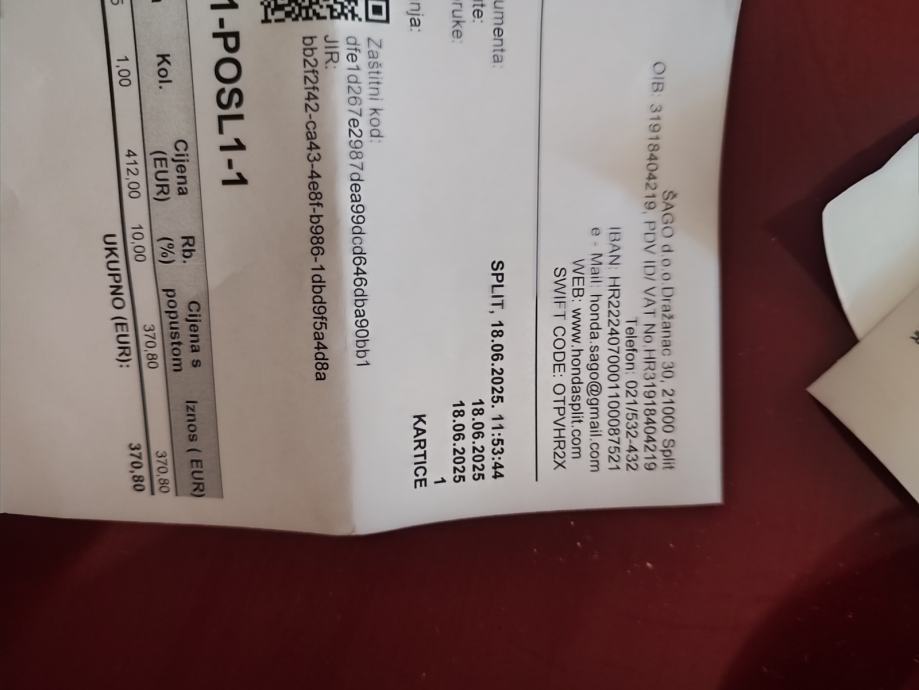 ŠAGO d.o.o.Dražanac 30, 21000 Split
OIB: 31918404219, PDV ID/ VAT No.HR31918404219
Telefon: 021/532-432
IBAN: HR2224070001100087521
e - Mail: honda.sago@gmail.com
WEB: www.hondasplit.com
SWIFT CODE: OTPVHR2X
umenta: SPLIT, 18.06.2025. 11:53:44
te: 18.06.2025
ruke: 18.06.2025
1
nja: KARTICE
Zaštitni kod:
dfe1d267e2987dea99dcd646dba90bb1
JIR:
bb2f2f42-ca43-4e8f-b986-1dbd9f5a4d8a
1-POSL1-1
Kol. Cijena (EUR) Rb. (%) Cijena s popustom Iznos ( EUR)
1,00 412,00 10,00 370,80 370,80
UKUPNO (EUR): 370,80